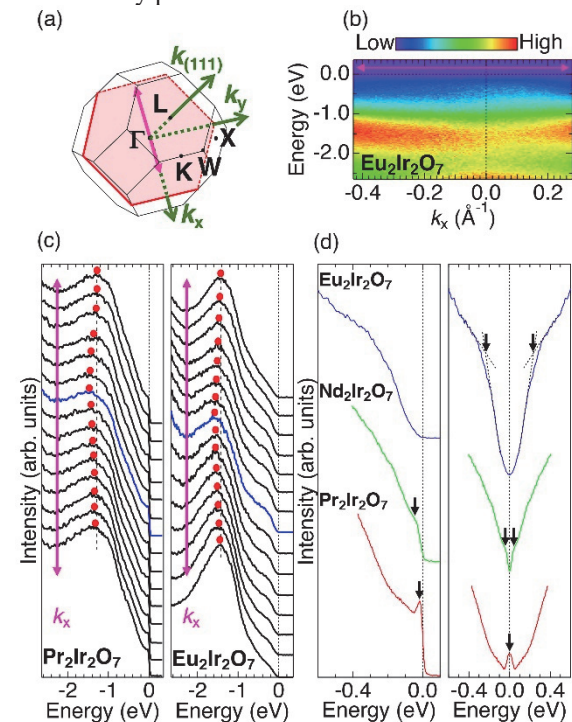 (a)
k(111)
L
ky
Γ
X
K
W
kx
(b)
Low
High
Energy (eV)
0.0
-1.0
-2.0
Eu2Ir2O7
-0.4
-0.2
0.0
0.2
kx (Å-1)
(c)
Intensity (arb. units)
kx
kx
Pr2Ir2O7
Eu2Ir2O7
-2
-1
0
-2
-1
0
Energy (eV)
Energy (eV)
(d)
Intensity (arb. units)
Eu2Ir2O7
Nd2Ir2O7
Pr2Ir2O7
-0.4
0.0
-0.4
0.0
0.4
Energy (eV)
Energy (eV)